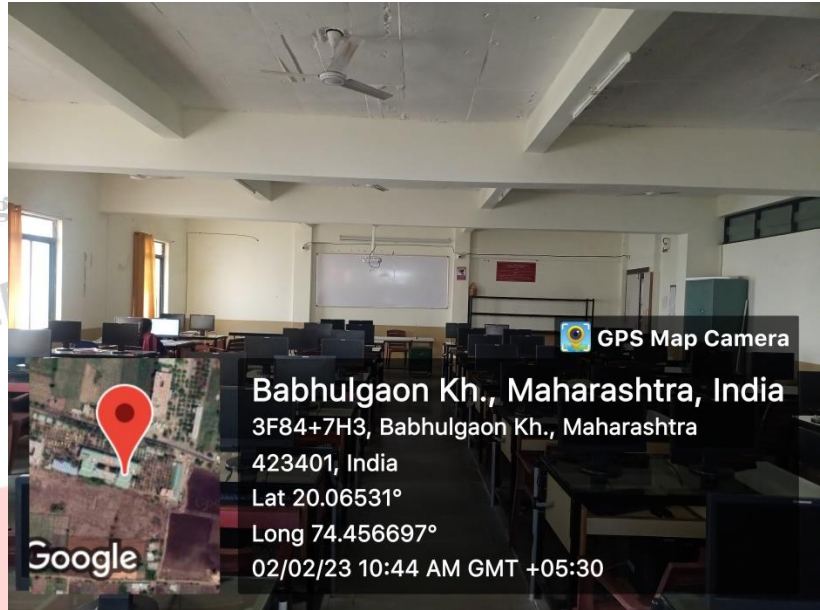 GPS Map Camera
Babhulgaon Kh., Maharashtra, India
3F84+7H3, Babhulgaon Kh., Maharashtra
423401, India
Lat 20.06531°
Long 74.456697°
02/02/23 10:44 AM GMT +05:30
Google